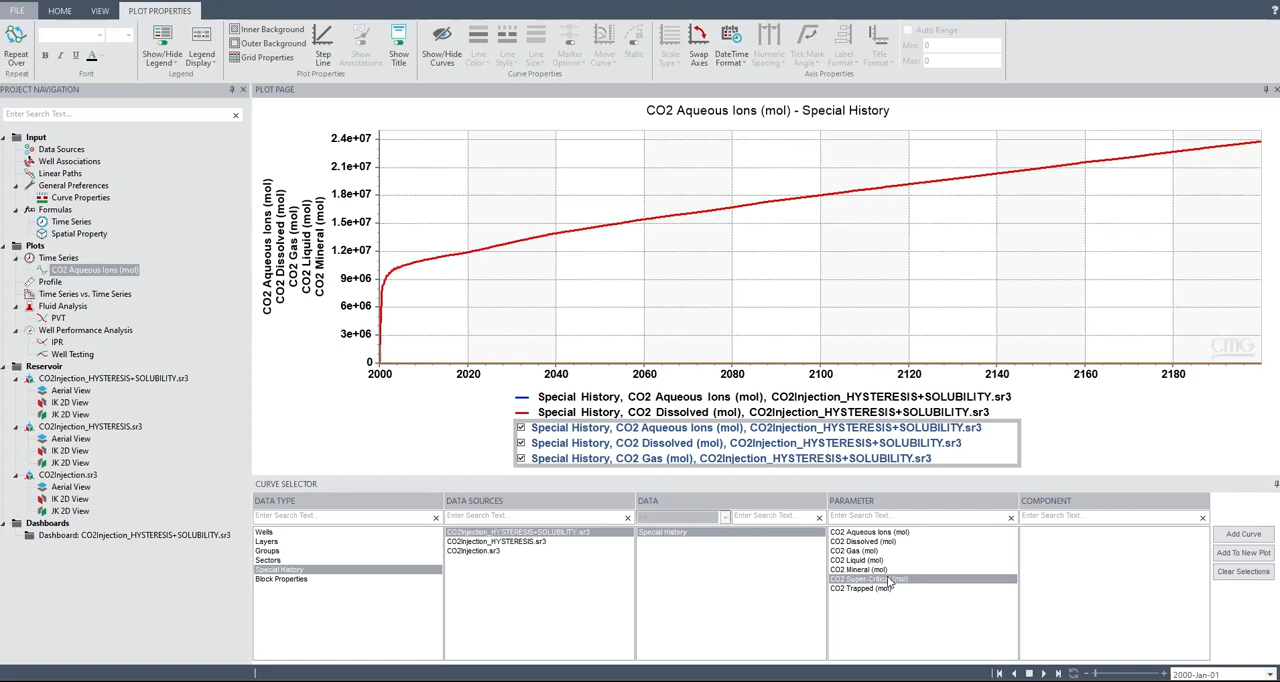 FILE HOME VIEW PLOT PROPERTIES ?
Repeat Over
Repeat
B I U A
Font
Show/Hide Legend
Legend Display
Legend
Inner Background
Outer Background
Grid Properties
Step Line
Show Annotations
Show Title
Plot Properties
Show/Hide Curves
Line Color
Line Style
Line Size
Marker Options
Move Curve
Static
Curve Properties
Scale Type
Swap Axes
DateTime Format
Numeric Spacing
Tick Mark Angle
Label Format
Title Format
Axis Properties
Auto Range
Min: 0
Max: 0
PROJECT NAVIGATION
Enter Search Text...
Input
Data Sources
Well Associations
Linear Paths
General Preferences
Curve Properties
Formulas
Time Series
Spatial Property
Plots
Time Series
CO2 Aqueous Ions (mol)
Profile
Time Series vs. Time Series
Fluid Analysis
PVT
Well Performance Analysis
IPR
Well Testing
Reservoir
CO2Injection_HYSTERESIS+SOLUBILITY.sr3
Aerial View
IK 2D View
JK 2D View
CO2Injection_HYSTERESIS.sr3
Aerial View
IK 2D View
JK 2D View
CO2Injection.sr3
Aerial View
IK 2D View
JK 2D View
Dashboards
Dashboard: CO2Injection_HYSTERESIS+SOLUBILITY.sr3
PLOT PAGE
CO2 Aqueous Ions (mol) - Special History
CO2 Aqueous Ions (mol)
CO2 Dissolved (mol)
CO2 Gas (mol)
CO2 Liquid (mol)
CO2 Mineral (mol)
2.4e+07
2.1e+07
1.8e+07
1.5e+07
1.2e+07
9e+06
6e+06
3e+06
0
2000 2020 2040 2060 2080 2100 2120 2140 2160 2180
CMG
Special History, CO2 Aqueous Ions (mol), CO2Injection_HYSTERESIS+SOLUBILITY.sr3
Special History, CO2 Dissolved (mol), CO2Injection_HYSTERESIS+SOLUBILITY.sr3
Special History, CO2 Aqueous Ions (mol), CO2Injection_HYSTERESIS+SOLUBILITY.sr3
Special History, CO2 Dissolved (mol), CO2Injection_HYSTERESIS+SOLUBILITY.sr3
Special History, CO2 Gas (mol), CO2Injection_HYSTERESIS+SOLUBILITY.sr3
CURVE SELECTOR
DATA TYPE
Enter Search Text...
Wells
Layers
Groups
Sectors
Special History
Block Properties
DATA SOURCES
Enter Search Text...
CO2Injection_HYSTERESIS+SOLUBILITY.sr3
CO2Injection_HYSTERESIS.sr3
CO2Injection.sr3
DATA
Enter Search Text...
Special History
PARAMETER
Enter Search Text...
CO2 Aqueous Ions (mol)
CO2 Dissolved (mol)
CO2 Gas (mol)
CO2 Liquid (mol)
CO2 Mineral (mol)
CO2 (mol)
CO2 Trapped (mol)
COMPONENT
Enter Search Text...
Add Curve
Add To New Plot
Clear Selections
2000-Jan-01